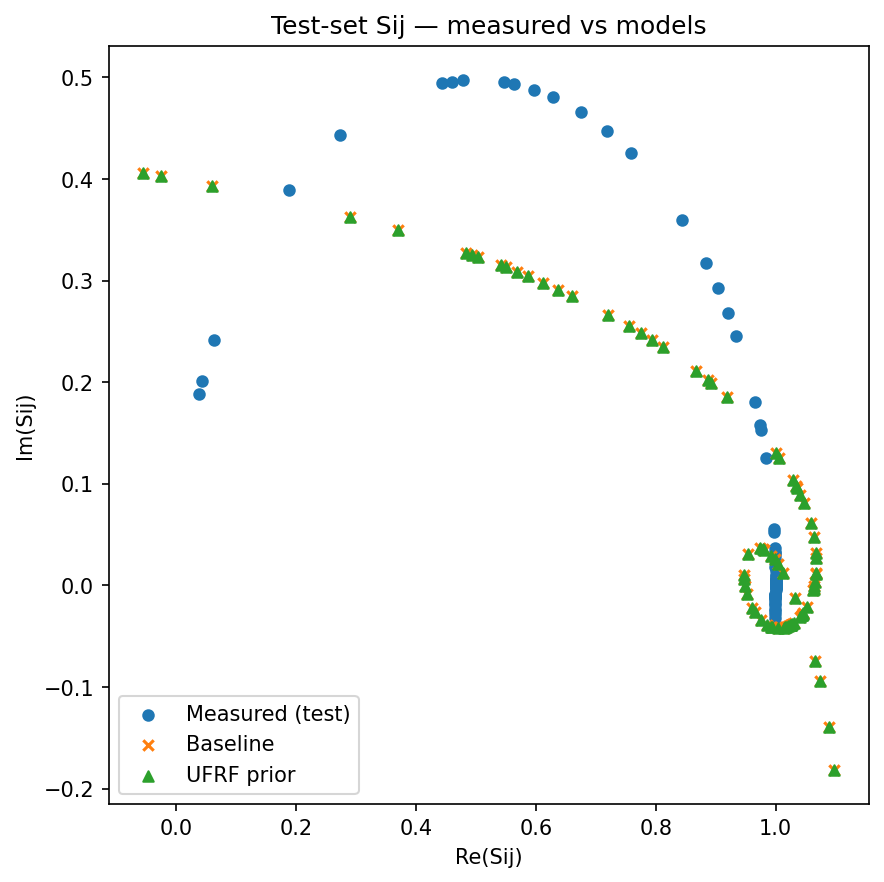 Test-set Sij — measured vs models
0.5
0.4
0.3
0.2
0.1
0.0
−0.1
−0.2
Im(Sij)
Measured (test)
Baseline
UFRF prior
0.0 0.2 0.4 0.6 0.8 1.0
Re(Sij)